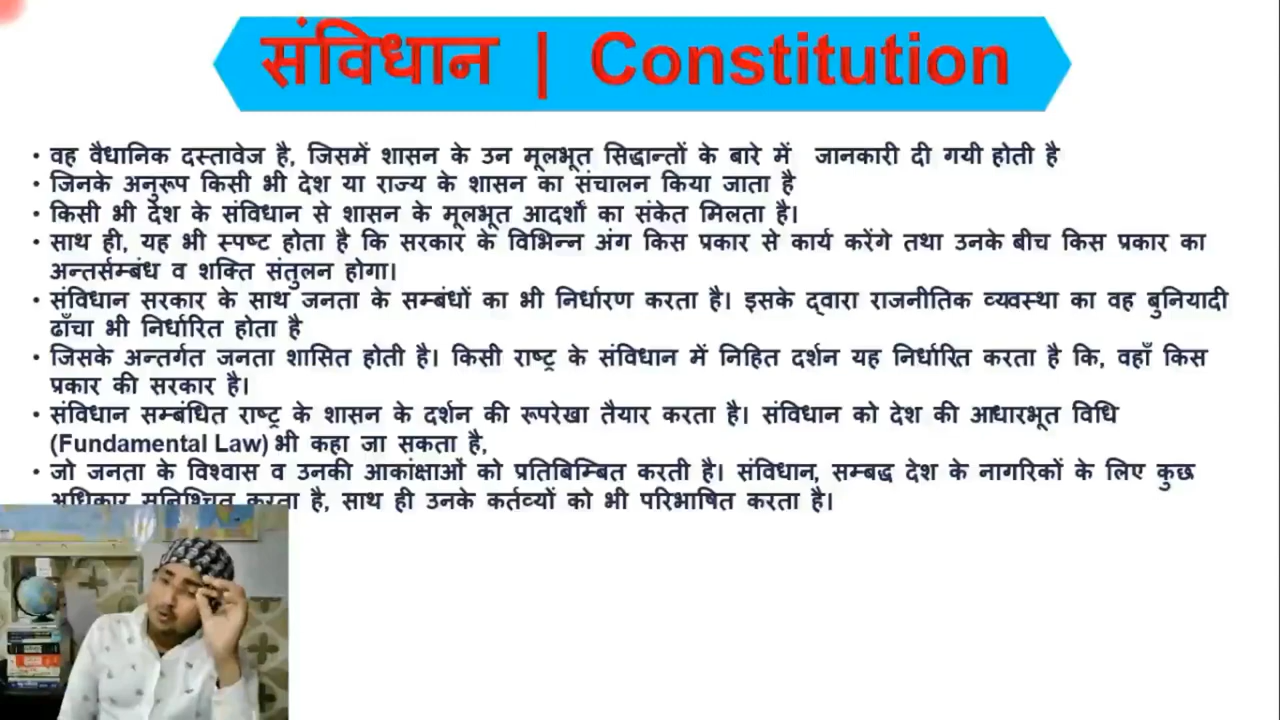 संविधान | Constitution
• वह वैधानिक दस्तावेज है, जिसमें शासन के उन मूलभूत सिद्धान्तों के बारे में जानकारी दी गयी होती है
• जिनके अनुरूप किसी भी देश या राज्य के शासन का संचालन किया जाता है
• किसी भी देश के संविधान से शासन के मूलभूत आदर्शों का संकेत मिलता है।
• साथ ही, यह भी स्पष्ट होता है कि सरकार के विभिन्न अंग किस प्रकार से कार्य करेंगे तथा उनके बीच किस प्रकार का
अन्तर्सम्बंध व शक्ति संतुलन होगा।
• संविधान सरकार के साथ जनता के सम्बंधों का भी निर्धारण करता है। इसके द्वारा राजनीतिक व्यवस्था का वह बुनियादी
ढाँचा भी निर्धारित होता है
• जिसके अन्तर्गत जनता शासित होती है। किसी राष्ट्र के संविधान में निहित दर्शन यह निर्धारित करता है कि, वहाँ किस
प्रकार की सरकार है।
• संविधान सम्बंधित राष्ट्र के शासन के दर्शन की रूपरेखा तैयार करता है। संविधान को देश की आधारभूत विधि
(Fundamental Law) भी कहा जा सकता है,
• जो जनता के विश्वास व उनकी आकांक्षाओं को प्रतिबिम्बित करती है। संविधान, सम्बद्ध देश के नागरिकों के लिए कुछ
अधिकार सुनिश्चित करता है, साथ ही उनके कर्तव्यों को भी परिभाषित करता है।